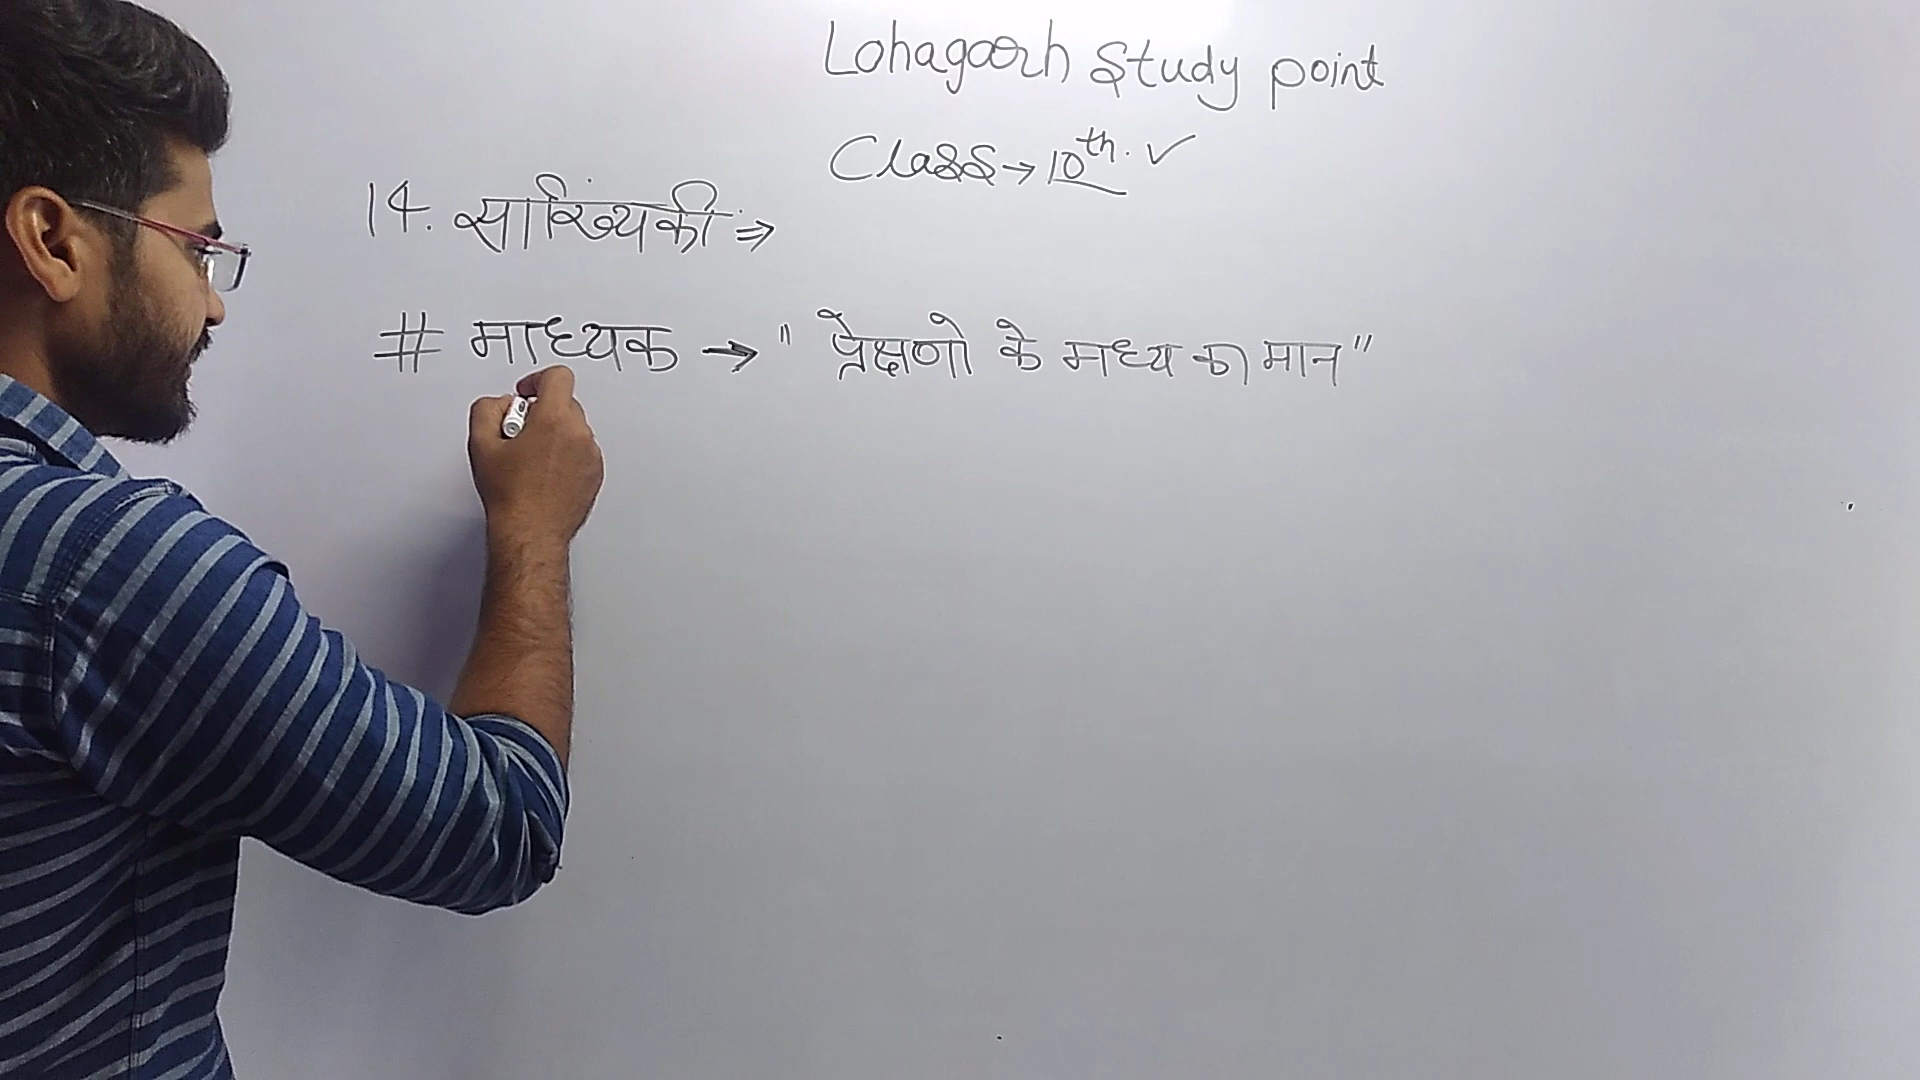 Lohagarh Study point
Class → 10th. ✓
14. सांख्यिकी ⇒
# माध्यक → " प्रेक्षणो के मध्य का मान"